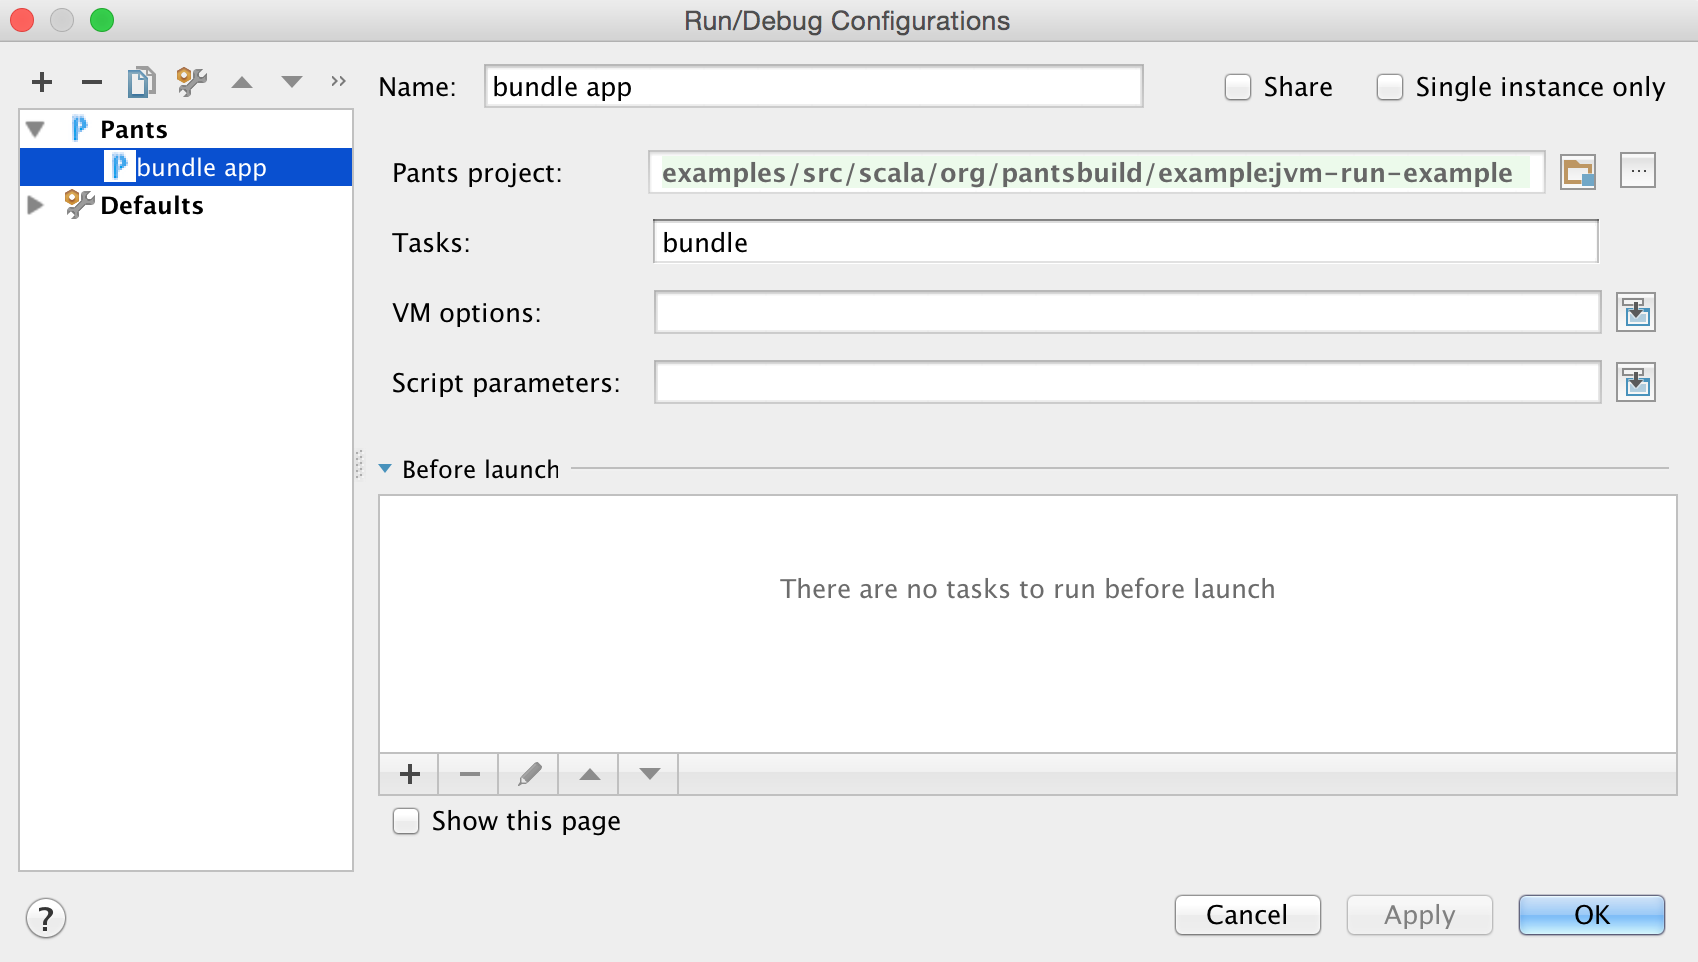 Run/Debug Configurations
Name: bundle app Share Single instance only
Pants
bundle app
Defaults
Pants project: examples/src/scala/org/pantsbuild/example:jvm-run-example ...
Tasks: bundle
VM options:
Script parameters:
Before launch
There are no tasks to run before launch
Show this page
? Cancel Apply OK